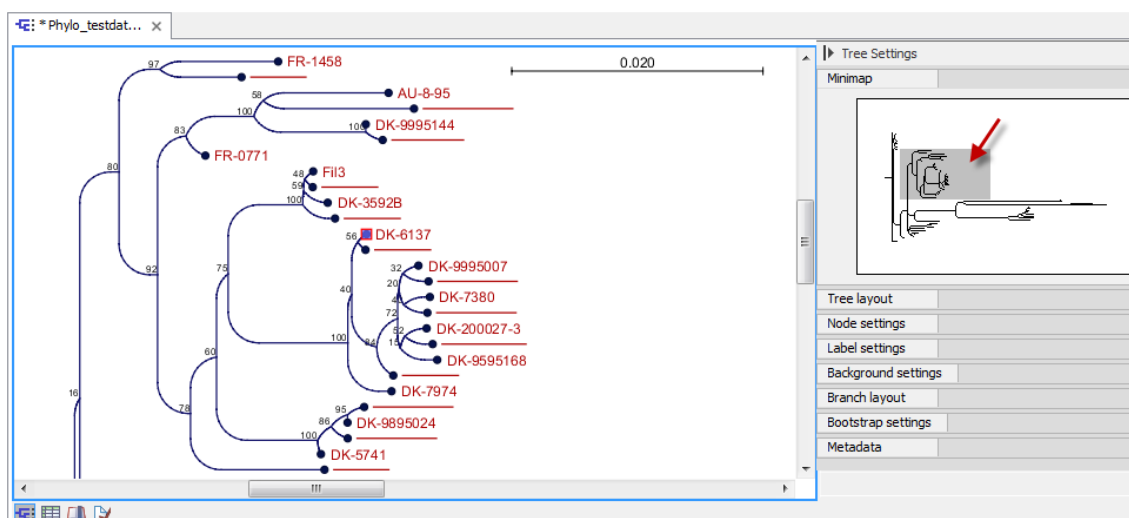 * Phylo_testdat...
FR-1458
97
0.020
AU-8-95
58
100
DK-9995144
100
83
FR-0771
80
Fil3
48
59
DK-3592B
100
DK-6137
56
92
75
DK-9995007
32
20
40
DK-7380
72
DK-200027-3
52
100
84
15
DK-9595168
60
DK-7974
16
78
95
DK-9895024
86
100
DK-5741
Tree Settings
Minimap
Tree layout
Node settings
Label settings
Background settings
Branch layout
Bootstrap settings
Metadata